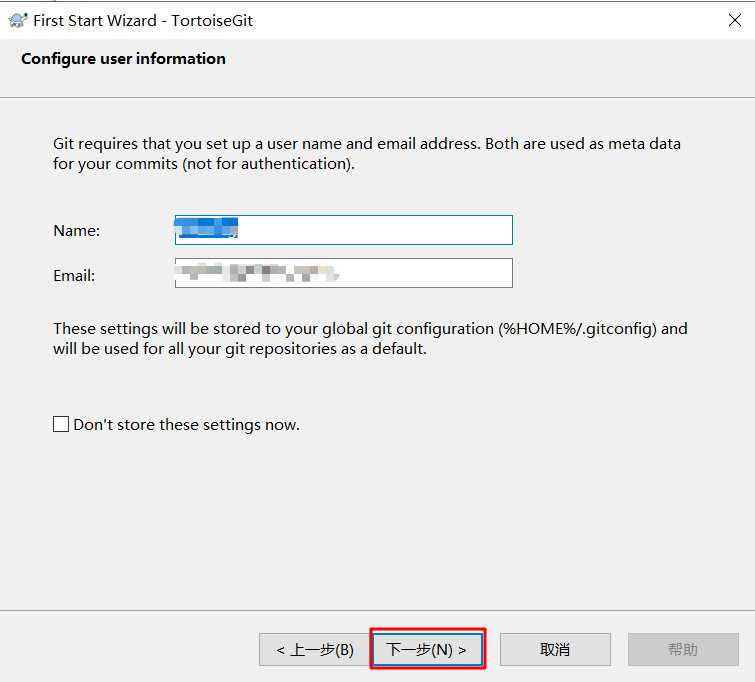 First Start Wizard - TortoiseGit
Configure user information
Git requires that you set up a user name and email address. Both are used as meta data
for your commits (not for authentication).
Name:
Email:
These settings will be stored to your global git configuration (%HOME%/.gitconfig) and
will be used for all your git repositories as a default.
Don't store these settings now.
< 上一步(B) 下一步(N) > 取消 帮助